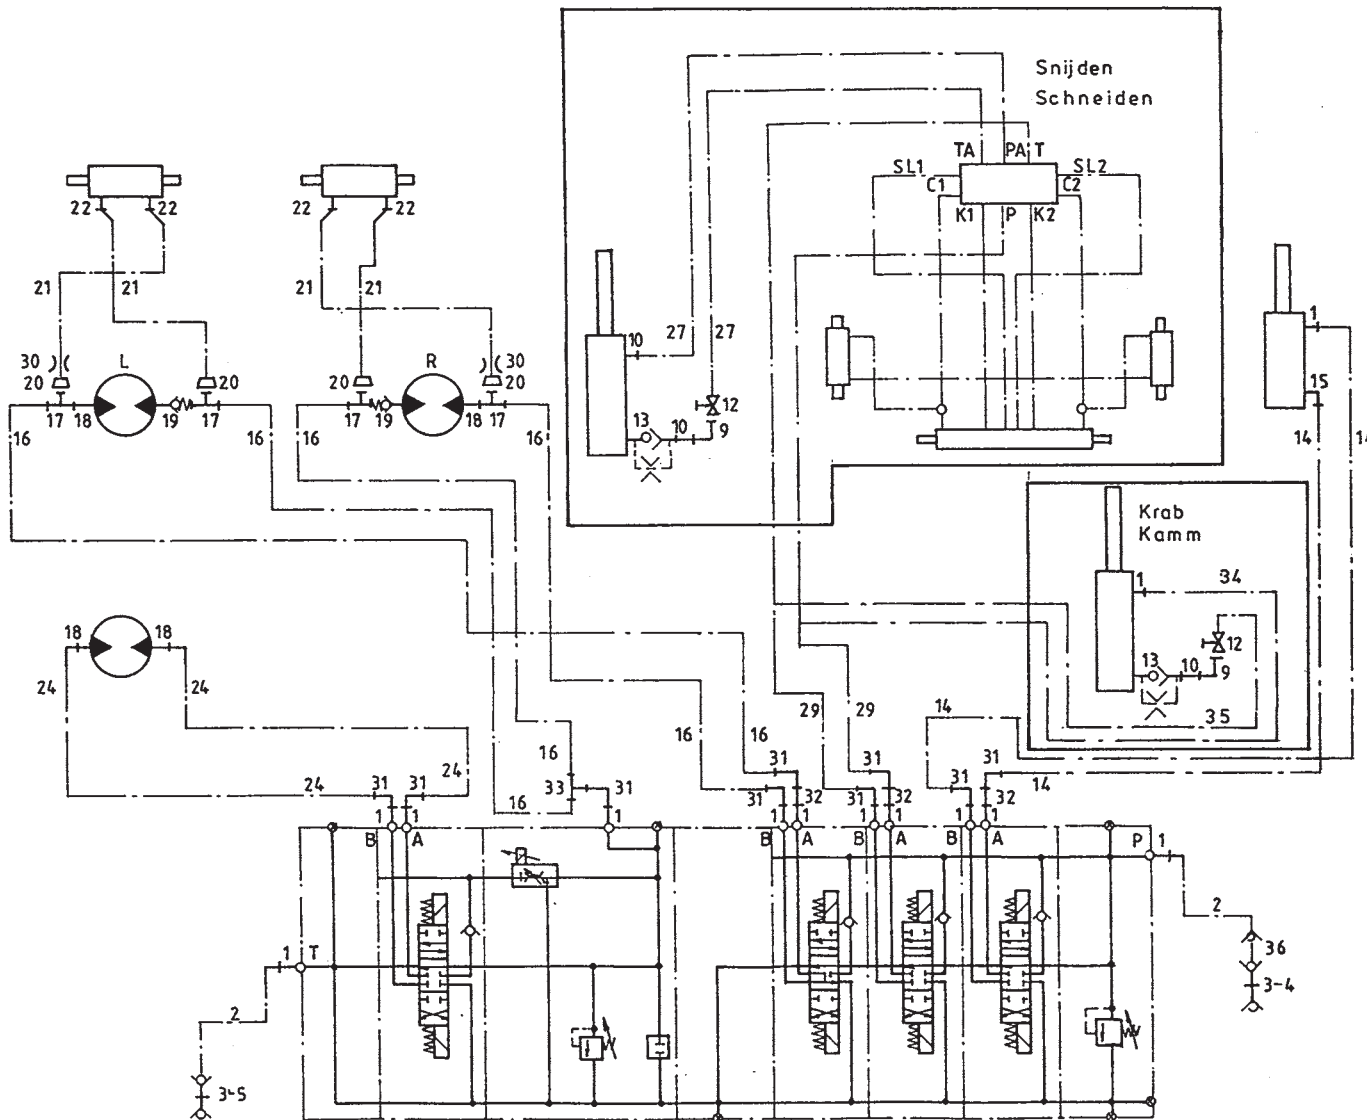 Snijden
Schneiden
TA PA T
SL1 SL2
C1 C2
K1 P K2
22 22 22 22
21 21 21 21
27 27
10
1
30 L R 30
20 20 20 20
15
17 18 19 17 17 19 18 17
13 10 12
9
16 16 16 16
14 14
Krab
Kamm
1 34
18 18
12
13 10 9
24 24
35
29 29 14
16 16 16
31 31 31
24 24 31 31 33 31 31 32 31 32 31 32 14
16
1 1 1 1 1 1 1 1 1
B A B A B A B A P 1
2
36
1 T
3-4
2
3-5